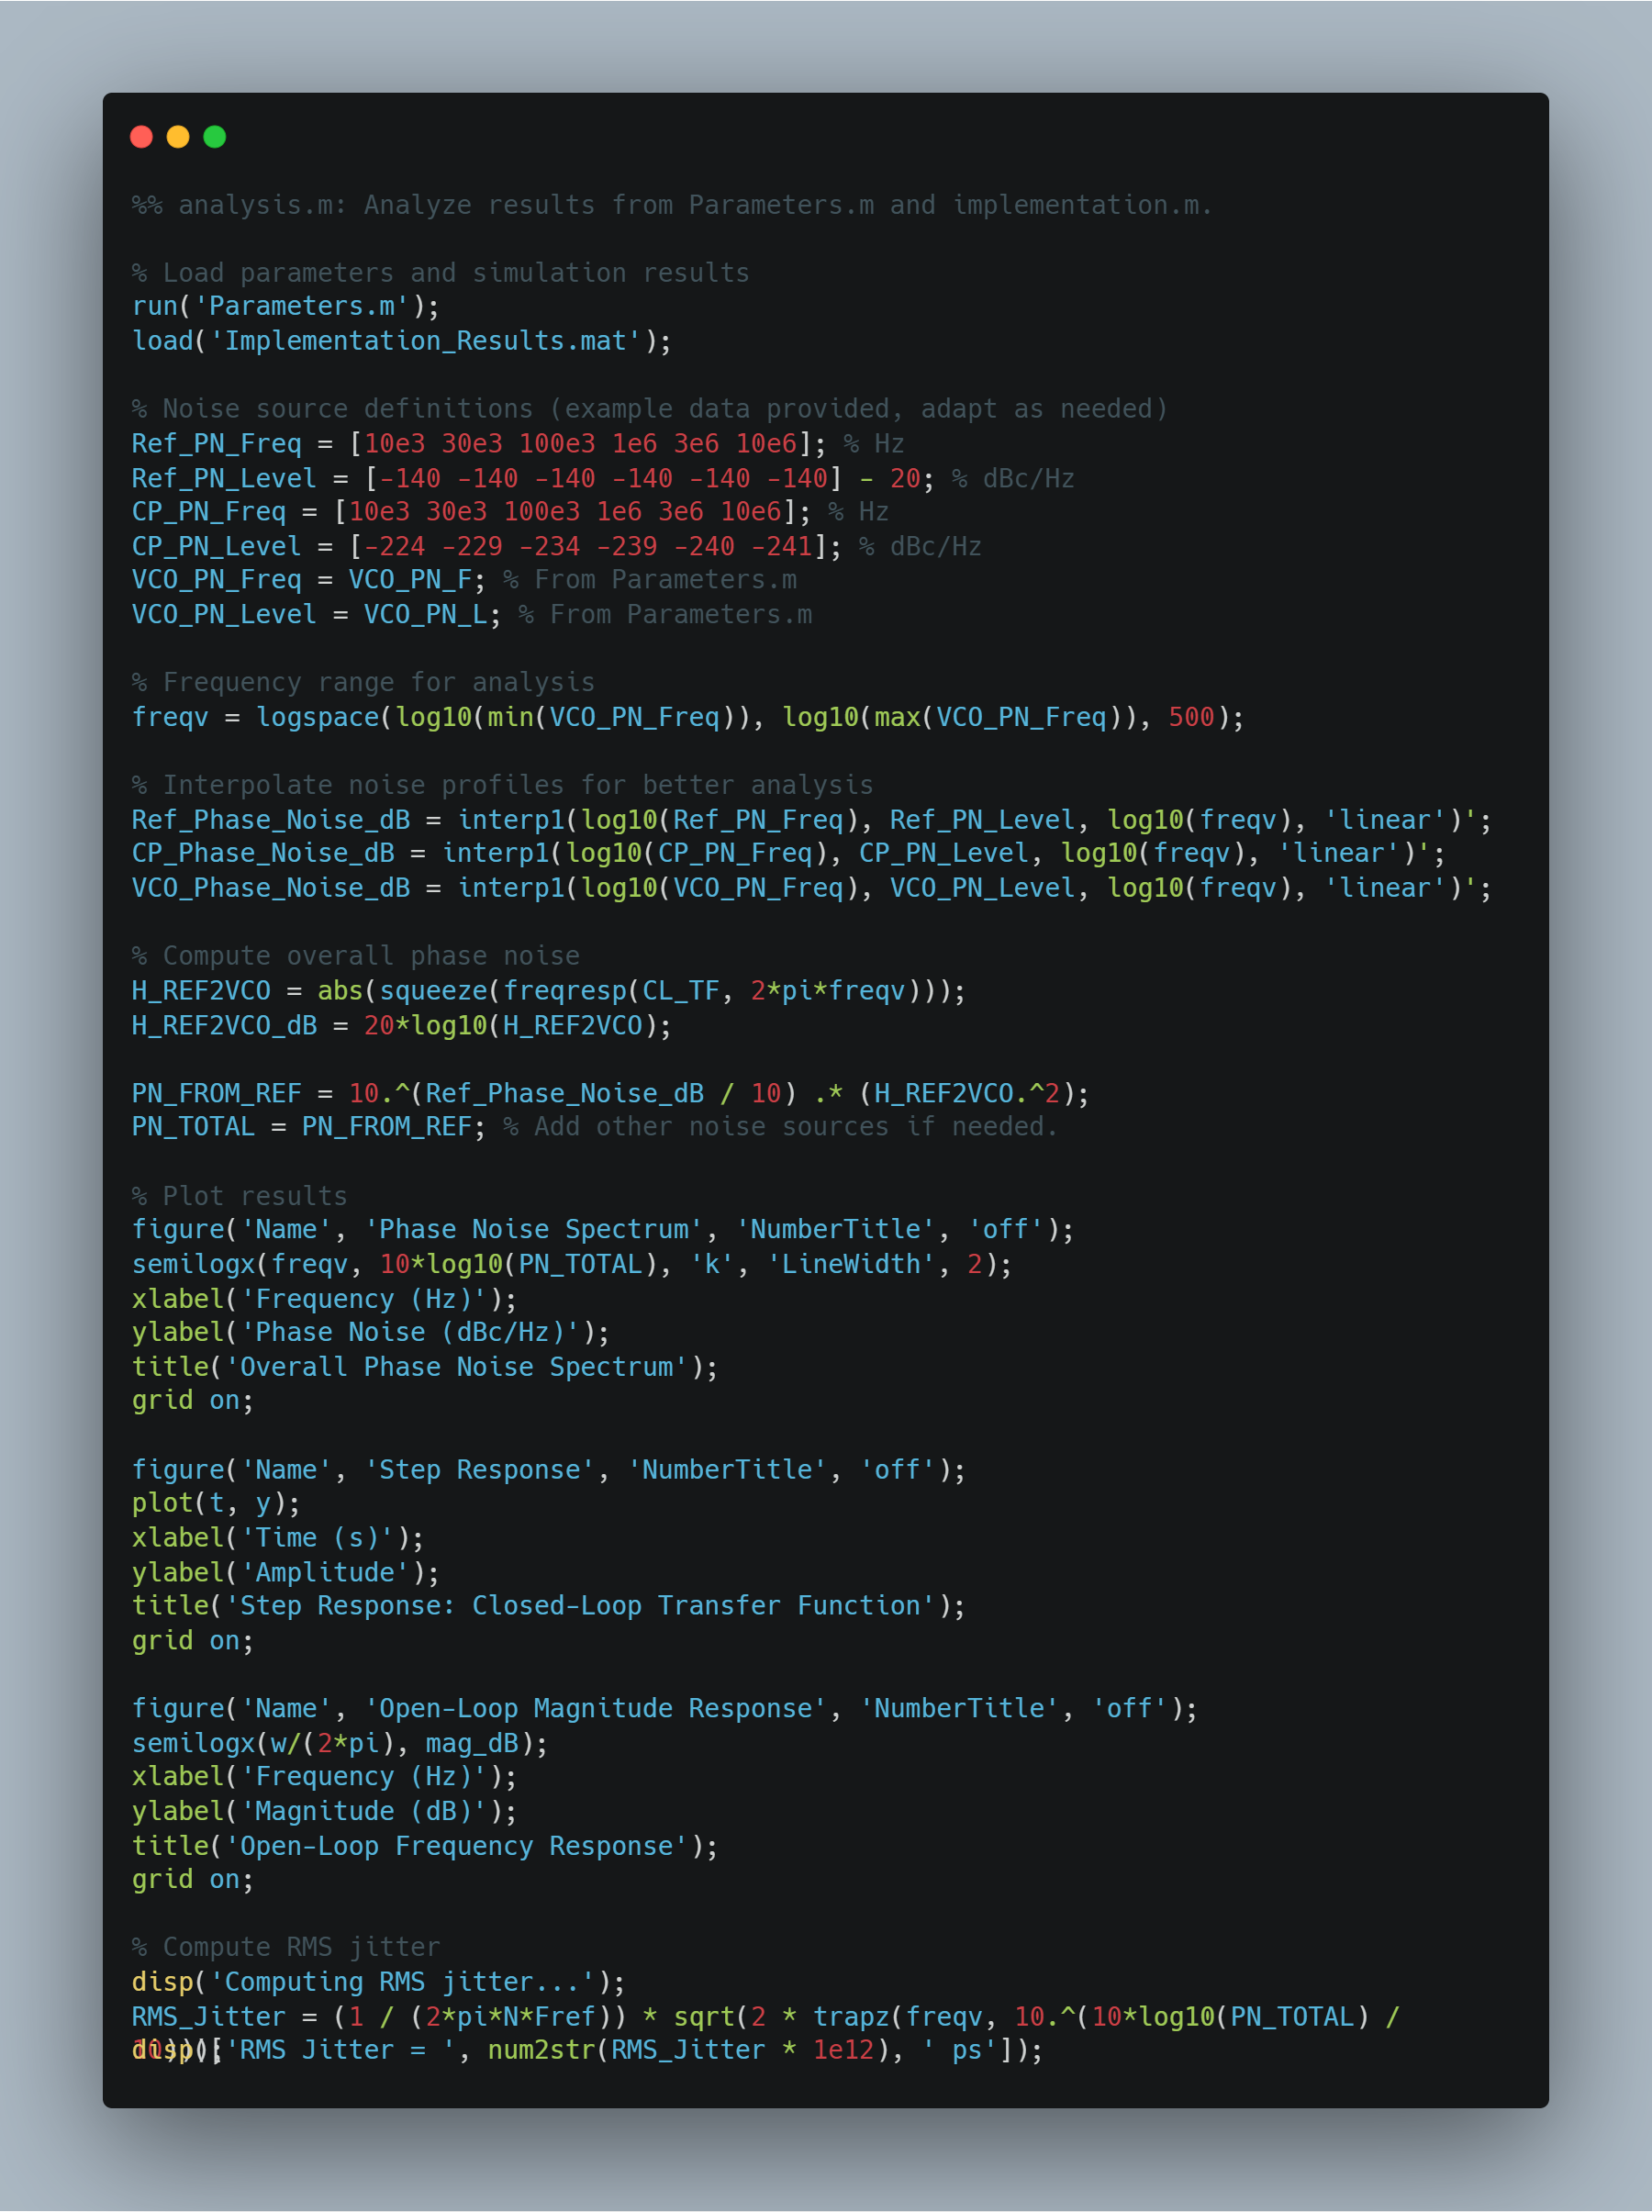 %% analysis.m: Analyze results from Parameters.m and implementation.m.
% Load parameters and simulation results
run('Parameters.m');
load('Implementation_Results.mat');
% Noise source definitions (example data provided, adapt as needed)
Ref_PN_Freq = [10e3 30e3 100e3 1e6 3e6 10e6]; % Hz
Ref_PN_Level = [-140 -140 -140 -140 -140 -140] - 20; % dBc/Hz
CP_PN_Freq = [10e3 30e3 100e3 1e6 3e6 10e6]; % Hz
CP_PN_Level = [-224 -229 -234 -239 -240 -241]; % dBc/Hz
VCO_PN_Freq = VCO_PN_F; % From Parameters.m
VCO_PN_Level = VCO_PN_L; % From Parameters.m
% Frequency range for analysis
freqv = logspace(log10(min(VCO_PN_Freq)), log10(max(VCO_PN_Freq)), 500);
% Interpolate noise profiles for better analysis
Ref_Phase_Noise_dB = interp1(log10(Ref_PN_Freq), Ref_PN_Level, log10(freqv), 'linear')';
CP_Phase_Noise_dB = interp1(log10(CP_PN_Freq), CP_PN_Level, log10(freqv), 'linear')';
VCO_Phase_Noise_dB = interp1(log10(VCO_PN_Freq), VCO_PN_Level, log10(freqv), 'linear')';
% Compute overall phase noise
H_REF2VCO = abs(squeeze(freqresp(CL_TF, 2*pi*freqv)));
H_REF2VCO_dB = 20*log10(H_REF2VCO);
PN_FROM_REF = 10.^(Ref_Phase_Noise_dB / 10) .* (H_REF2VCO.^2);
PN_TOTAL = PN_FROM_REF; % Add other noise sources if needed.
% Plot results
figure('Name', 'Phase Noise Spectrum', 'NumberTitle', 'off');
semilogx(freqv, 10*log10(PN_TOTAL), 'k', 'LineWidth', 2);
xlabel('Frequency (Hz)');
ylabel('Phase Noise (dBc/Hz)');
title('Overall Phase Noise Spectrum');
grid on;
figure('Name', 'Step Response', 'NumberTitle', 'off');
plot(t, y);
xlabel('Time (s)');
ylabel('Amplitude');
title('Step Response: Closed-Loop Transfer Function');
grid on;
figure('Name', 'Open-Loop Magnitude Response', 'NumberTitle', 'off');
semilogx(w/(2*pi), mag_dB);
xlabel('Frequency (Hz)');
ylabel('Magnitude (dB)');
title('Open-Loop Frequency Response');
grid on;
% Compute RMS jitter
disp('Computing RMS jitter...');
RMS_Jitter = (1 / (2*pi*N*Fref)) * sqrt(2 * trapz(freqv, 10.^(10*log10(PN_TOTAL) /
disp(['RMS Jitter = ', num2str(RMS_Jitter * 1e12), ' ps']);